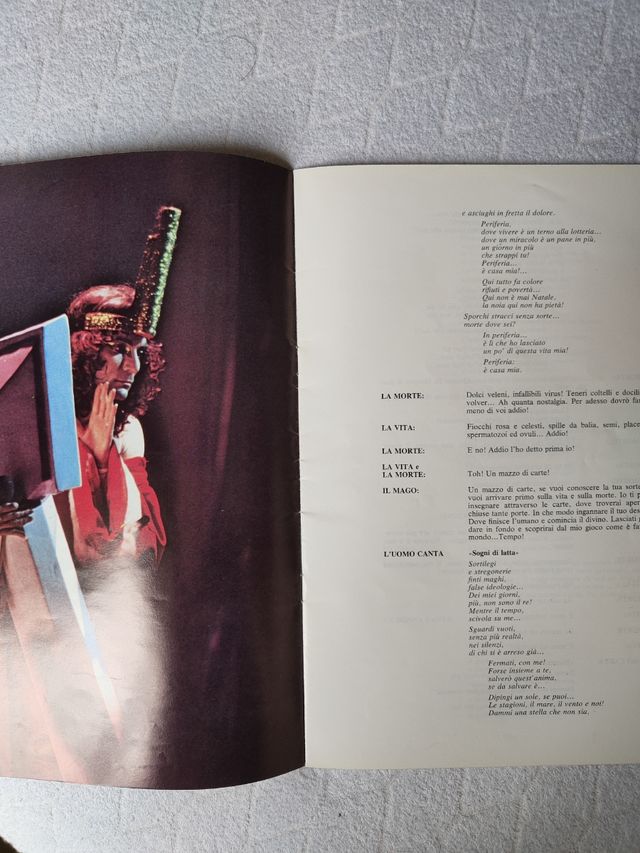 e asciughi in fretta il dolore.
Periferia,
dove vivere è un terno alla lotteria...
dove un miracolo è un pane in più,
un giorno in più
che strappi tu!
Periferia...
è casa mia!...
Qui tutto fa colore
rifiuti e povertà...
Qui non è mai Natale,
la noia qui non ha pietà!
Sporchi stracci senza sorte...
morte dove sei?
In periferia...
è lì che ho lasciato
un po' di questa vita mia!
Periferia:
è casa mia.
LA MORTE: Dolci veleni, infallibili virus! Teneri coltelli e docili
volver... Ah quanta nostalgia. Per adesso dovrò far
meno di voi addio!
LA VITA: Fiocchi rosa e celesti, spille da balia, semi, place
spermatozoi ed ovuli... Addio!
LA MORTE: E no! Addio l'ho detto prima io!
LA VITA e
LA MORTE: Toh! Un mazzo di carte!
IL MAGO: Un mazzo di carte, se vuoi conoscere la tua sorte
vuoi arrivare primo sulla vita e sulla morte. Io ti p
insegnare attraverso le carte, dove troverai aper
chiuse tante porte. In che modo ingannare il tuo des
Dove finisce l'umano e comincia il divino. Lasciati
dare in fondo e scoprirai dal mio gioco come è fa
mondo...Tempo!
L'UOMO CANTA «Sogni di latta»
Sortilegi
e stregonerie
finti maghi,
false ideologie...
Dei miei giorni,
più, non sono il re!
Mentre il tempo,
scivola su me...
Sguardi vuoti,
senza più realtà,
nei silenzi,
di chi si è arreso già...
Fermati, con me!
Forse insieme a te,
salverò quest'anima,
se da salvare è...
Dipingi un sole, se puoi...
Le stagioni, il mare, il vento e noi!
Dammi una stella che non sia,